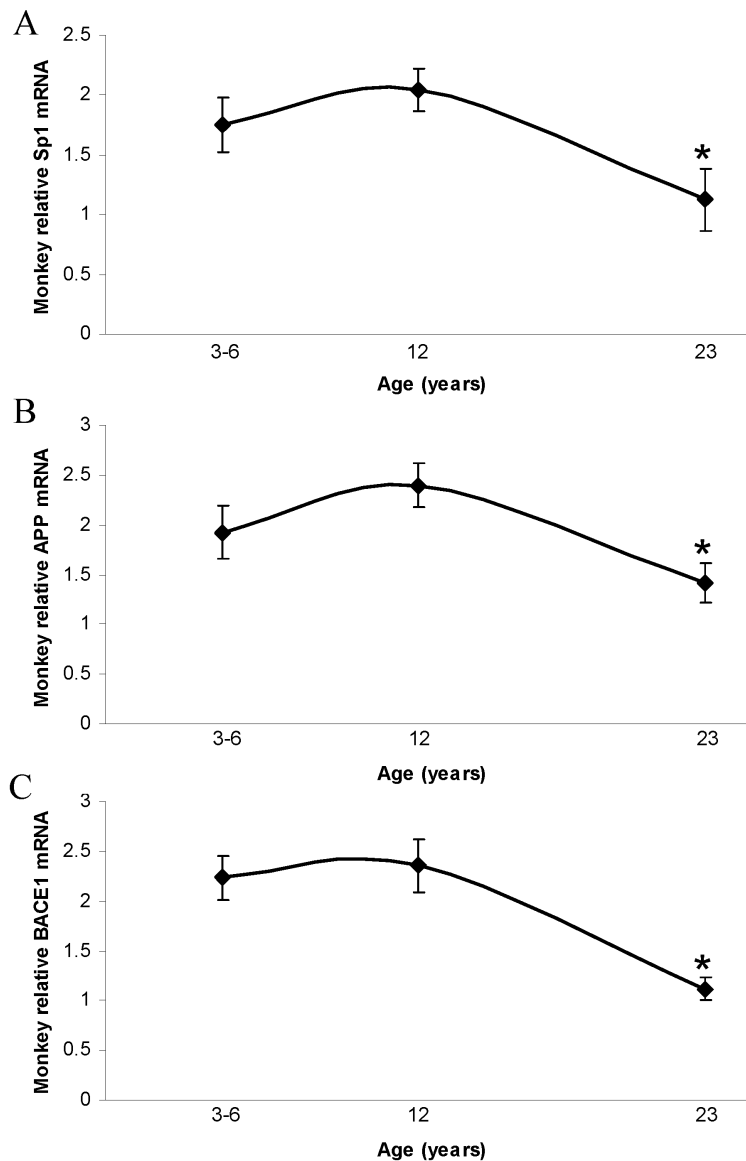 A
Monkey relative Sp1 mRNA
2.5
2
1.5
1
0.5
0
*
3-6 12 23
Age (years)
B
Monkey relative APP mRNA
3
2.5
2
1.5
1
0.5
0
*
3-6 12 23
Age (years)
C
Monkey relative BACE1 mRNA
3
2.5
2
1.5
1
0.5
0
*
3-6 12 23
Age (years)